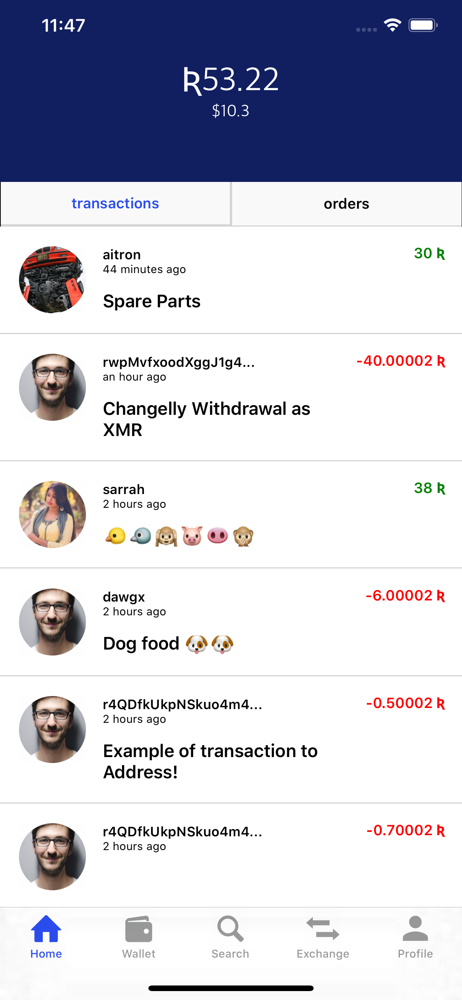 11:47
Ʀ53.22
$10.3
transactions
orders
aitron
30 Ʀ
44 minutes ago
Spare Parts
rwpMvfxoodXggJ1g4...
-40.00002 Ʀ
an hour ago
Changelly Withdrawal as
XMR
sarrah
38 Ʀ
2 hours ago
🐤🐦🙉🐷🐽🙊
dawgx
-6.00002 Ʀ
2 hours ago
Dog food 🐶🐶
r4QDfkUkpNSkuo4m4...
-0.50002 Ʀ
2 hours ago
Example of transaction to
Address!
r4QDfkUkpNSkuo4m4...
-0.70002 Ʀ
2 hours ago
Home
Wallet
Search
Exchange
Profile